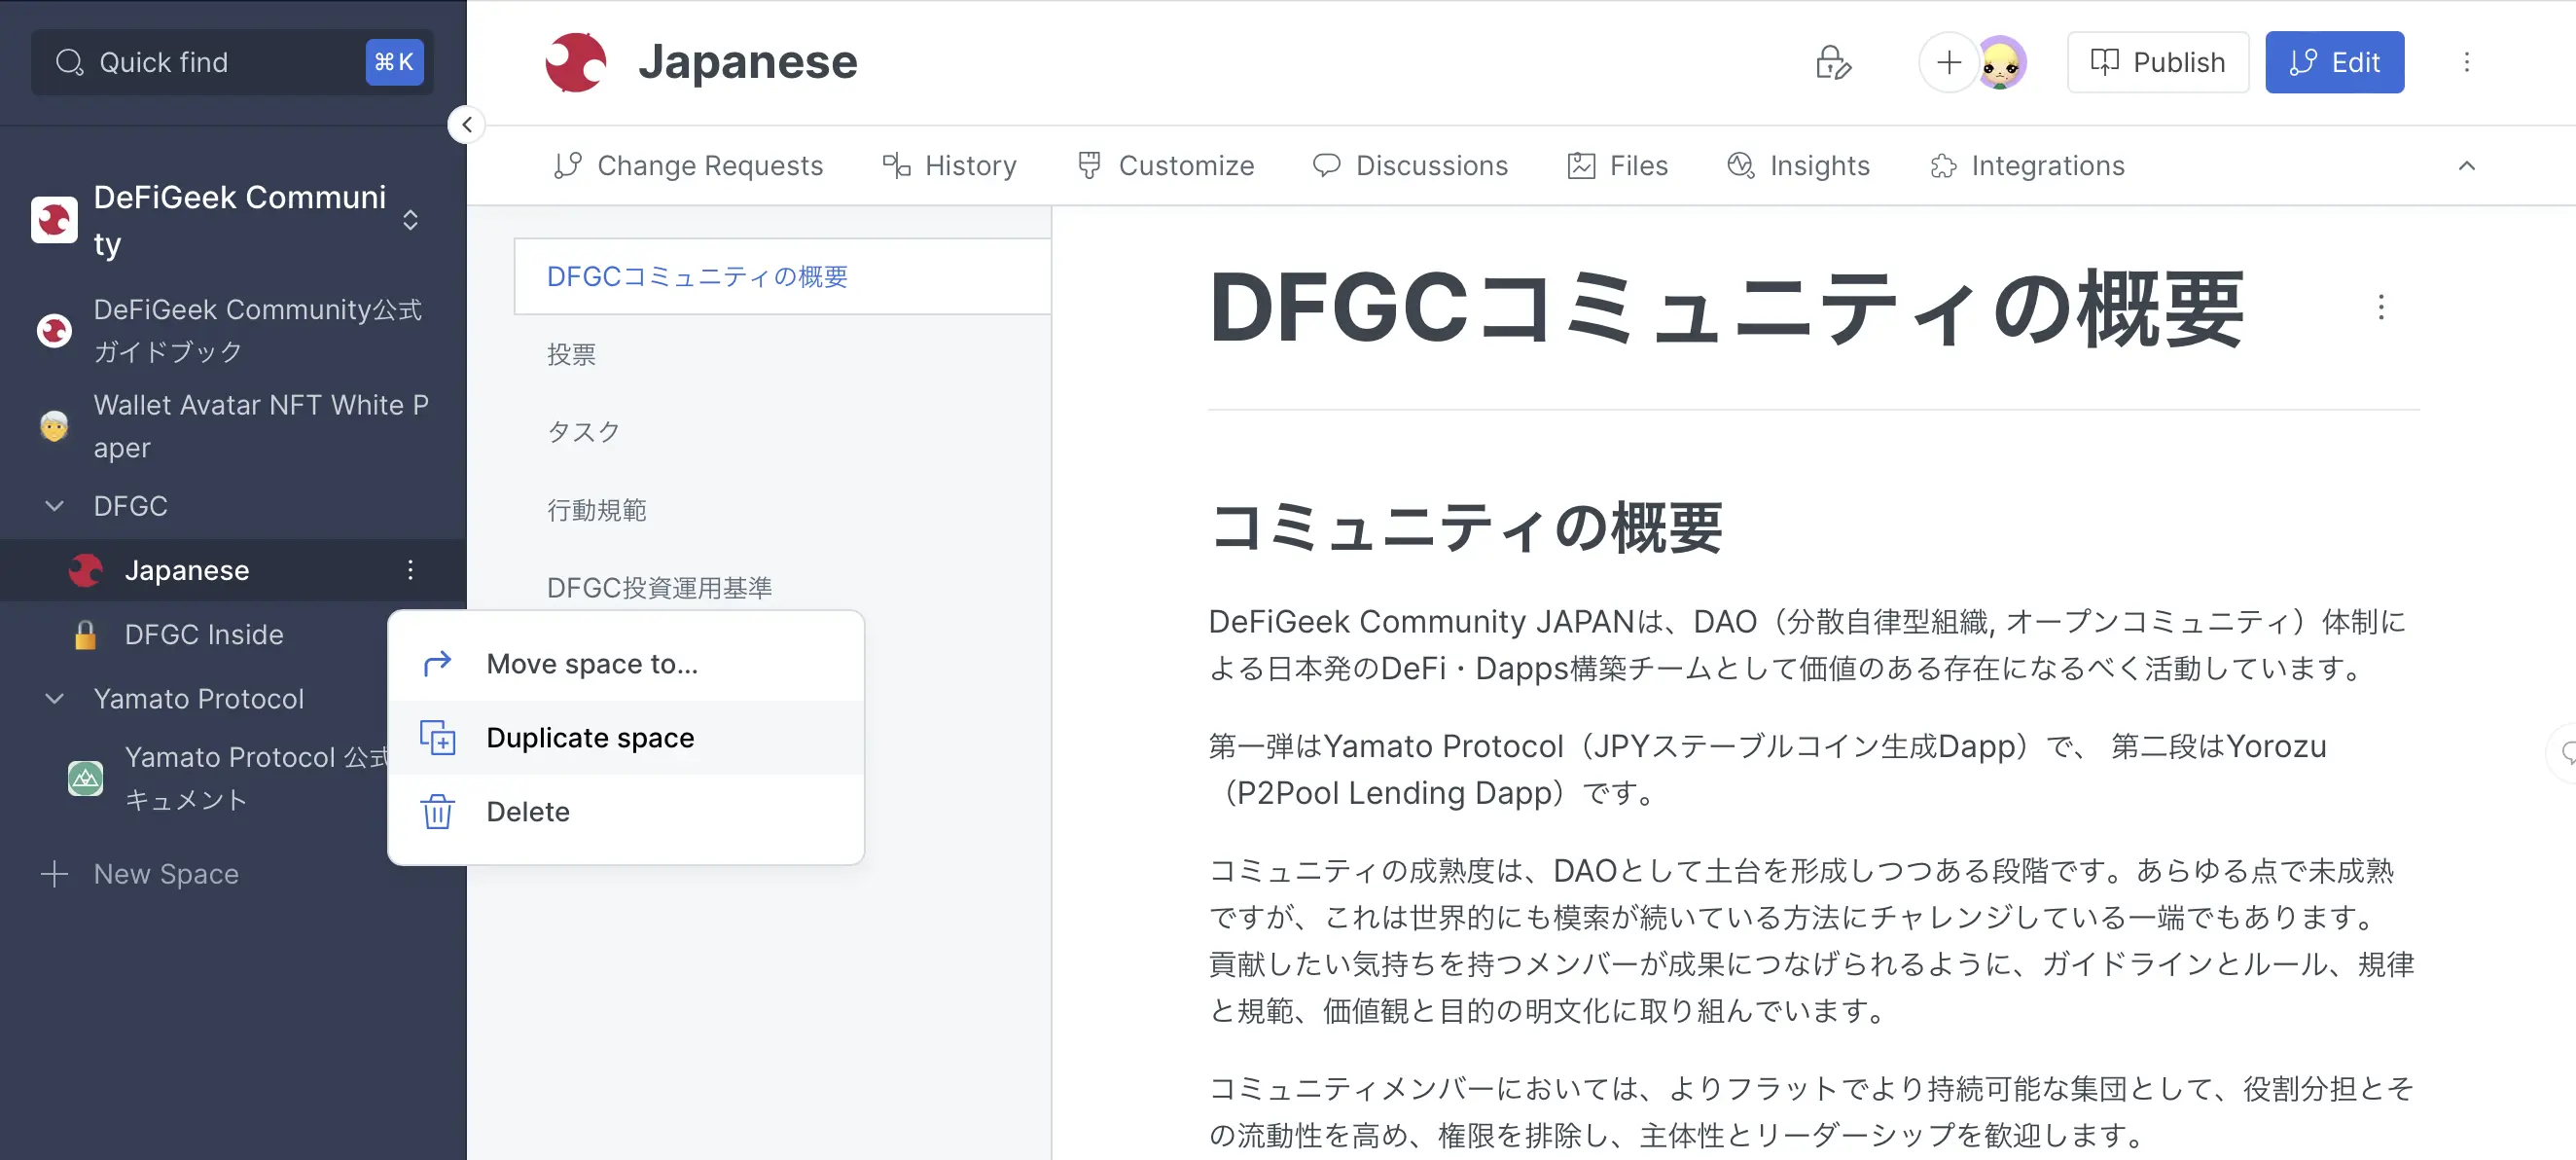 Quick find
⌘K
DeFiGeek Communi
ty
DeFiGeek Community公式
ガイドブック
Wallet Avatar NFT White P
aper
DFGC
Japanese
DFGC Inside
Yamato Protocol
Yamato Protocol 公式
キュメント
New Space
Japanese
Publish
Edit
Change Requests
History
Customize
Discussions
Files
Insights
Integrations
DFGCコミュニティの概要
投票
タスク
行動規範
DFGC投資運用基準
Move space to...
Duplicate space
Delete
DFGCコミュニティの概要
コミュニティの概要
DeFiGeek Community JAPANは、DAO（分散自律型組織, オープンコミュニティ）体制に
よる日本発のDeFi・Dapps構築チームとして価値のある存在になるべく活動しています。
第一弾はYamato Protocol（JPYステーブルコイン生成Dapp）で、 第二段はYorozu
（P2Pool Lending Dapp）です。
コミュニティの成熟度は、DAOとして土台を形成しつつある段階です。あらゆる点で未成熟
ですが、これは世界的にも模索が続いている方法にチャレンジしている一端でもあります。
貢献したい気持ちを持つメンバーが成果につなげられるように、ガイドラインとルール、規律
と規範、価値観と目的の明文化に取り組んでいます。
コミュニティメンバーにおいては、よりフラットでより持続可能な集団として、役割分担とそ
の流動性を高め、権限を排除し、主体性とリーダーシップを歓迎します。